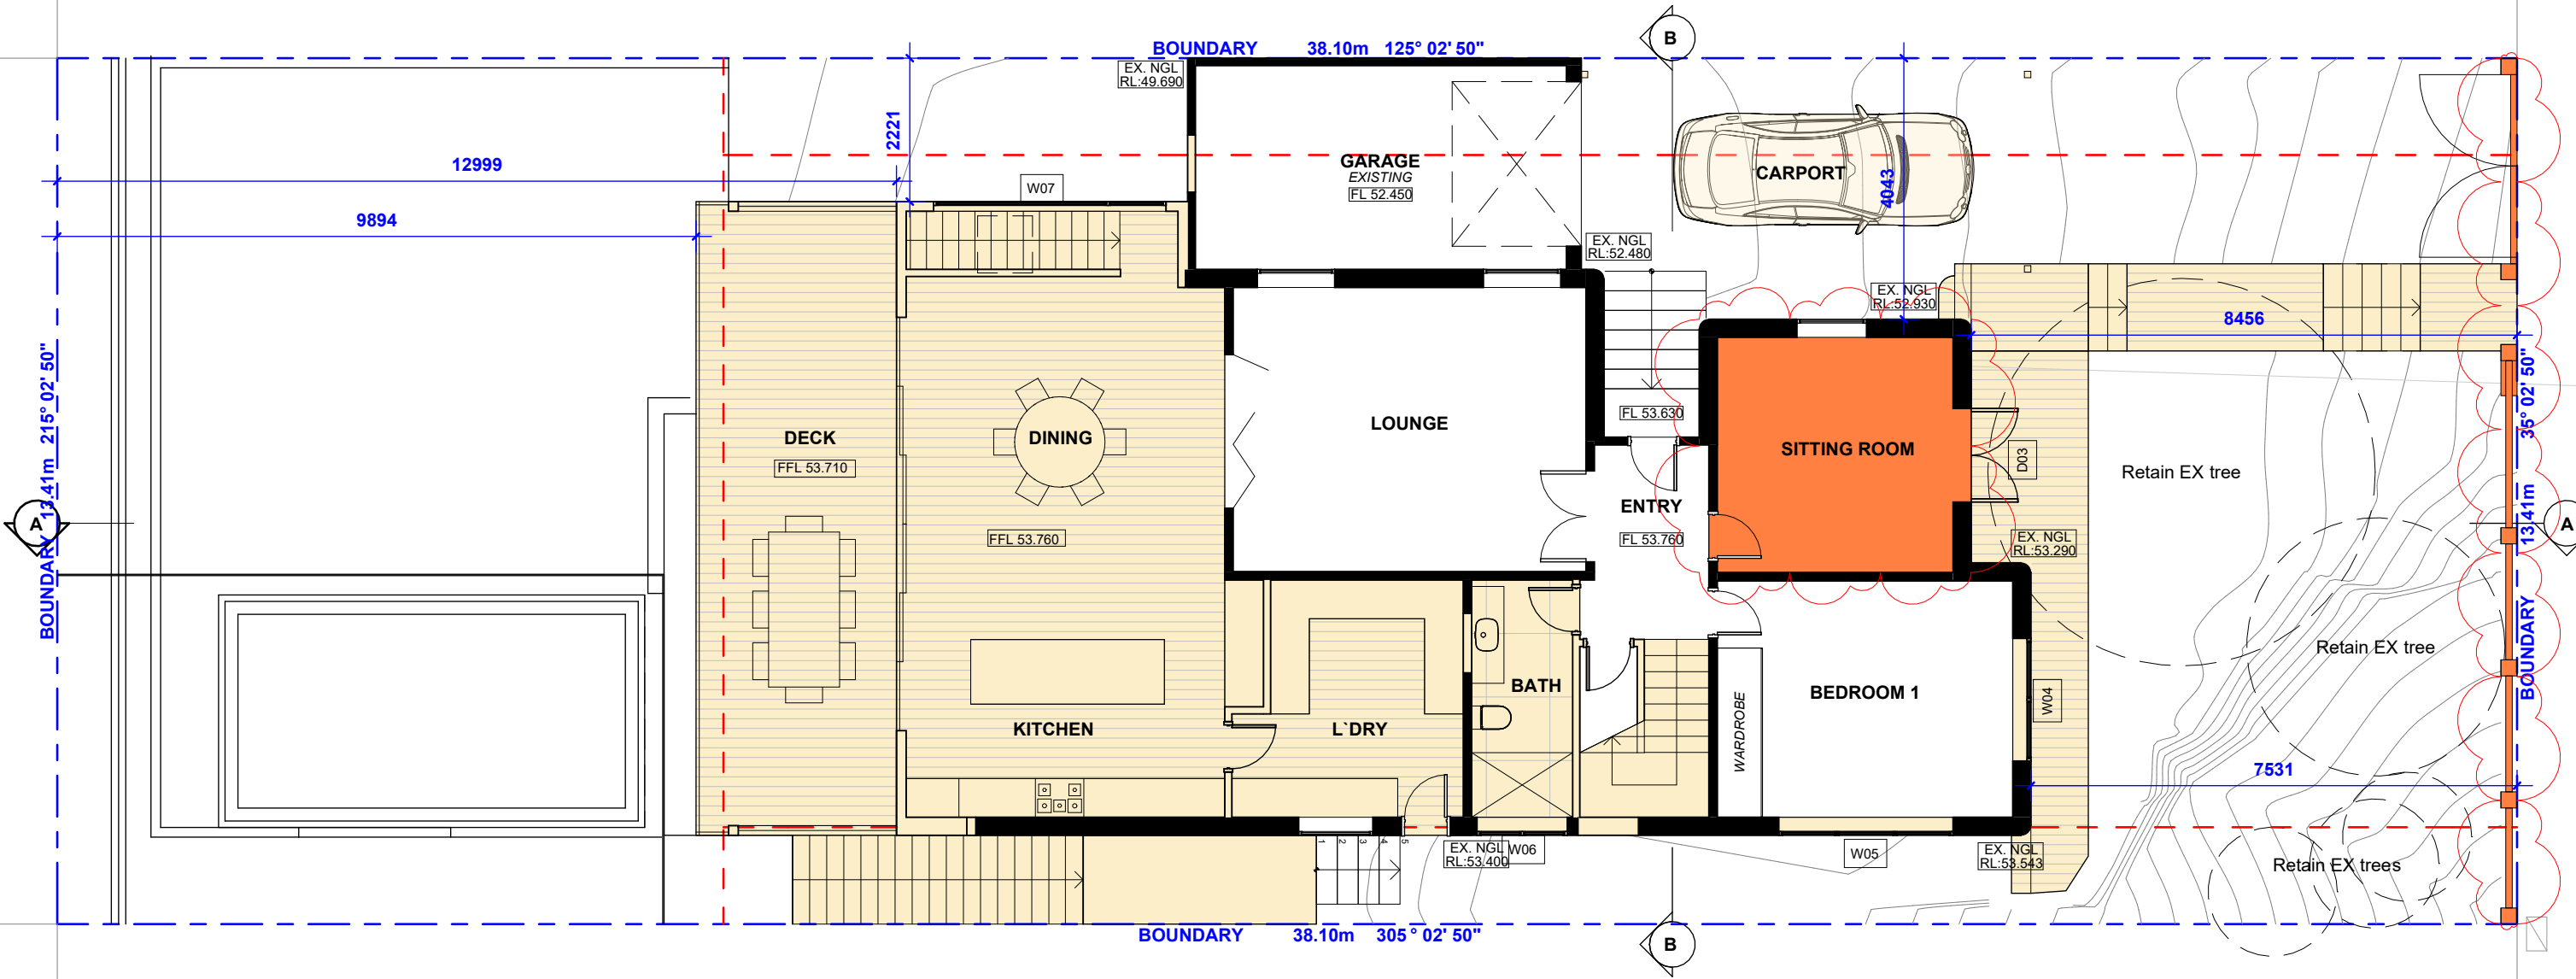 BOUNDARY 38.10m 125° 02' 50"
B
EX. NGL
RL:49.690
2221
12999
9894
W07
GARAGE
EXISTING
FL 52.450
CARPORT
4043
EX. NGL
RL:52.480
EX. NGL
RL:52.930
8456
BOUNDARY 13.41m 215° 02' 50"
35° 02' 50"
13.41m
BOUNDARY
DECK
FFL 53.710
DINING
FFL 53.760
LOUNGE
FL 53.630
SITTING ROOM
D03
Retain EX tree
ENTRY
FL 53.760
A
A
EX. NGL
RL:53.290
Retain EX tree
KITCHEN
L`DRY
BATH
WARDROBE
BEDROOM 1
W04
7531
1
2
3
4
5
EX. NGL
RL:53.400
W06
W05
EX. NGL
RL:53.543
Retain EX trees
BOUNDARY 38.10m 305° 02' 50"
B